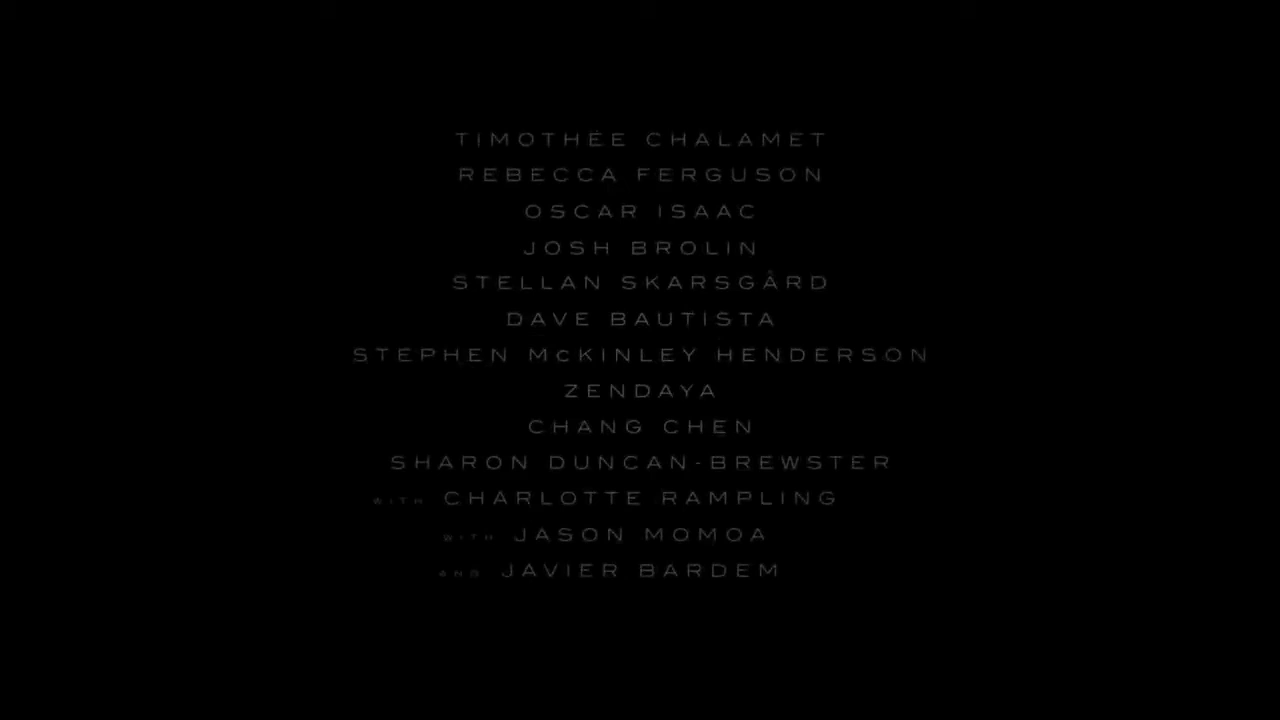 TIMOTHÉE CHALAMET
REBECCA FERGUSON
OSCAR ISAAC
JOSH BROLIN
STELLAN SKARSGÅRD
DAVE BAUTISTA
STEPHEN McKINLEY HENDERSON
ZENDAYA
CHANG CHEN
SHARON DUNCAN-BREWSTER
WITH CHARLOTTE RAMPLING
WITH JASON MOMOA
AND JAVIER BARDEM